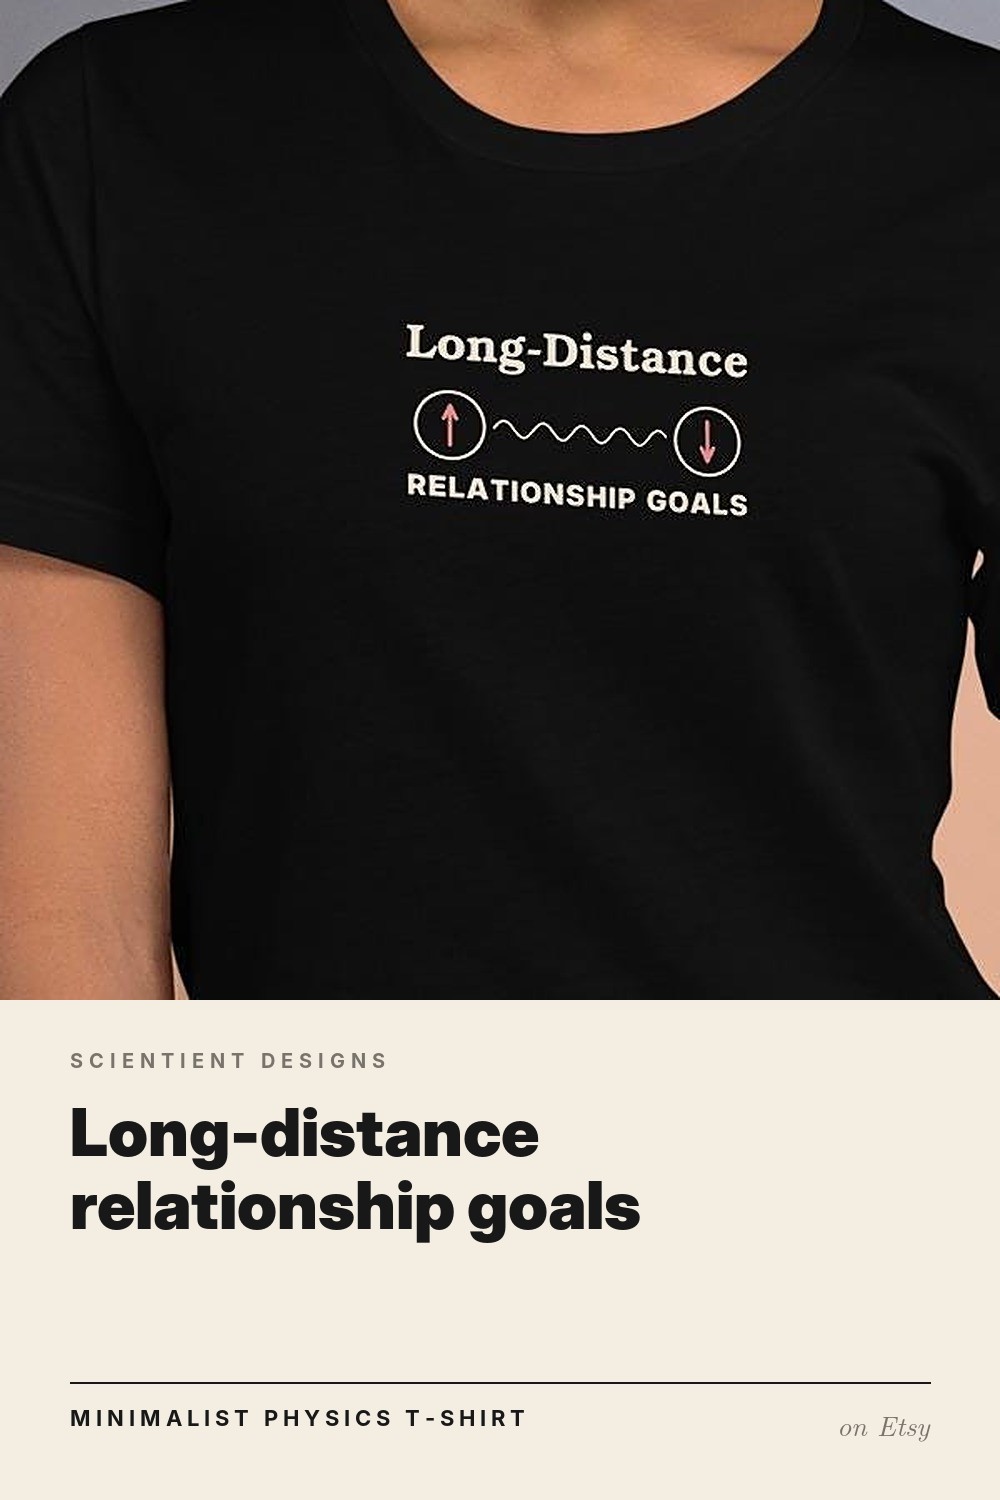 Long-Distance
RELATIONSHIP GOALS
SCIENTIENT DESIGNS
Long-distance
relationship goals
MINIMALIST PHYSICS T-SHIRT
on Etsy